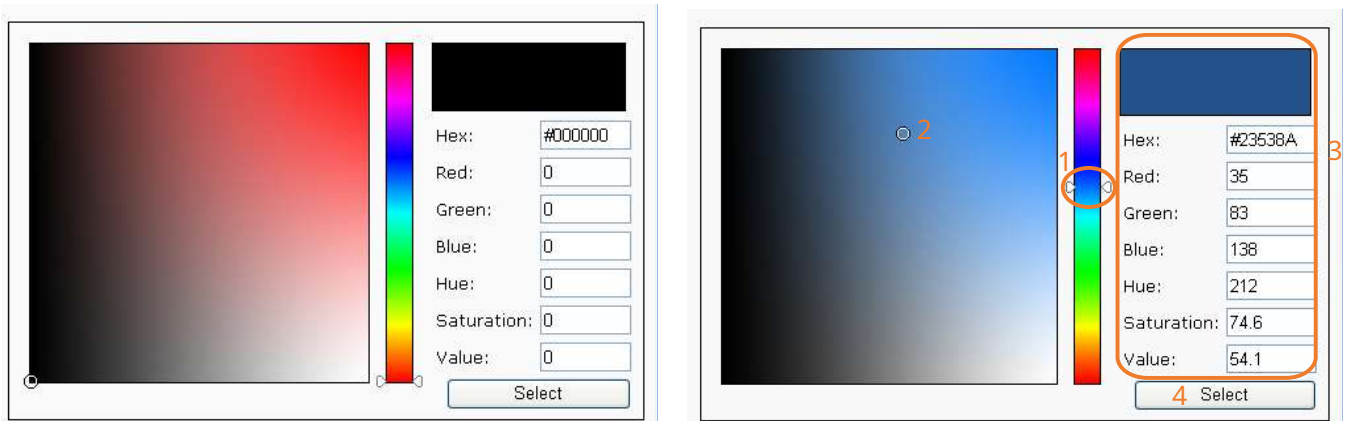 Hex: #000000
Red: 0
Green: 0
Blue: 0
Hue: 0
Saturation: 0
Value: 0
Select
1
2
3
Hex: #23538A
Red: 35
Green: 83
Blue: 138
Hue: 212
Saturation: 74.6
Value: 54.1
4 Select